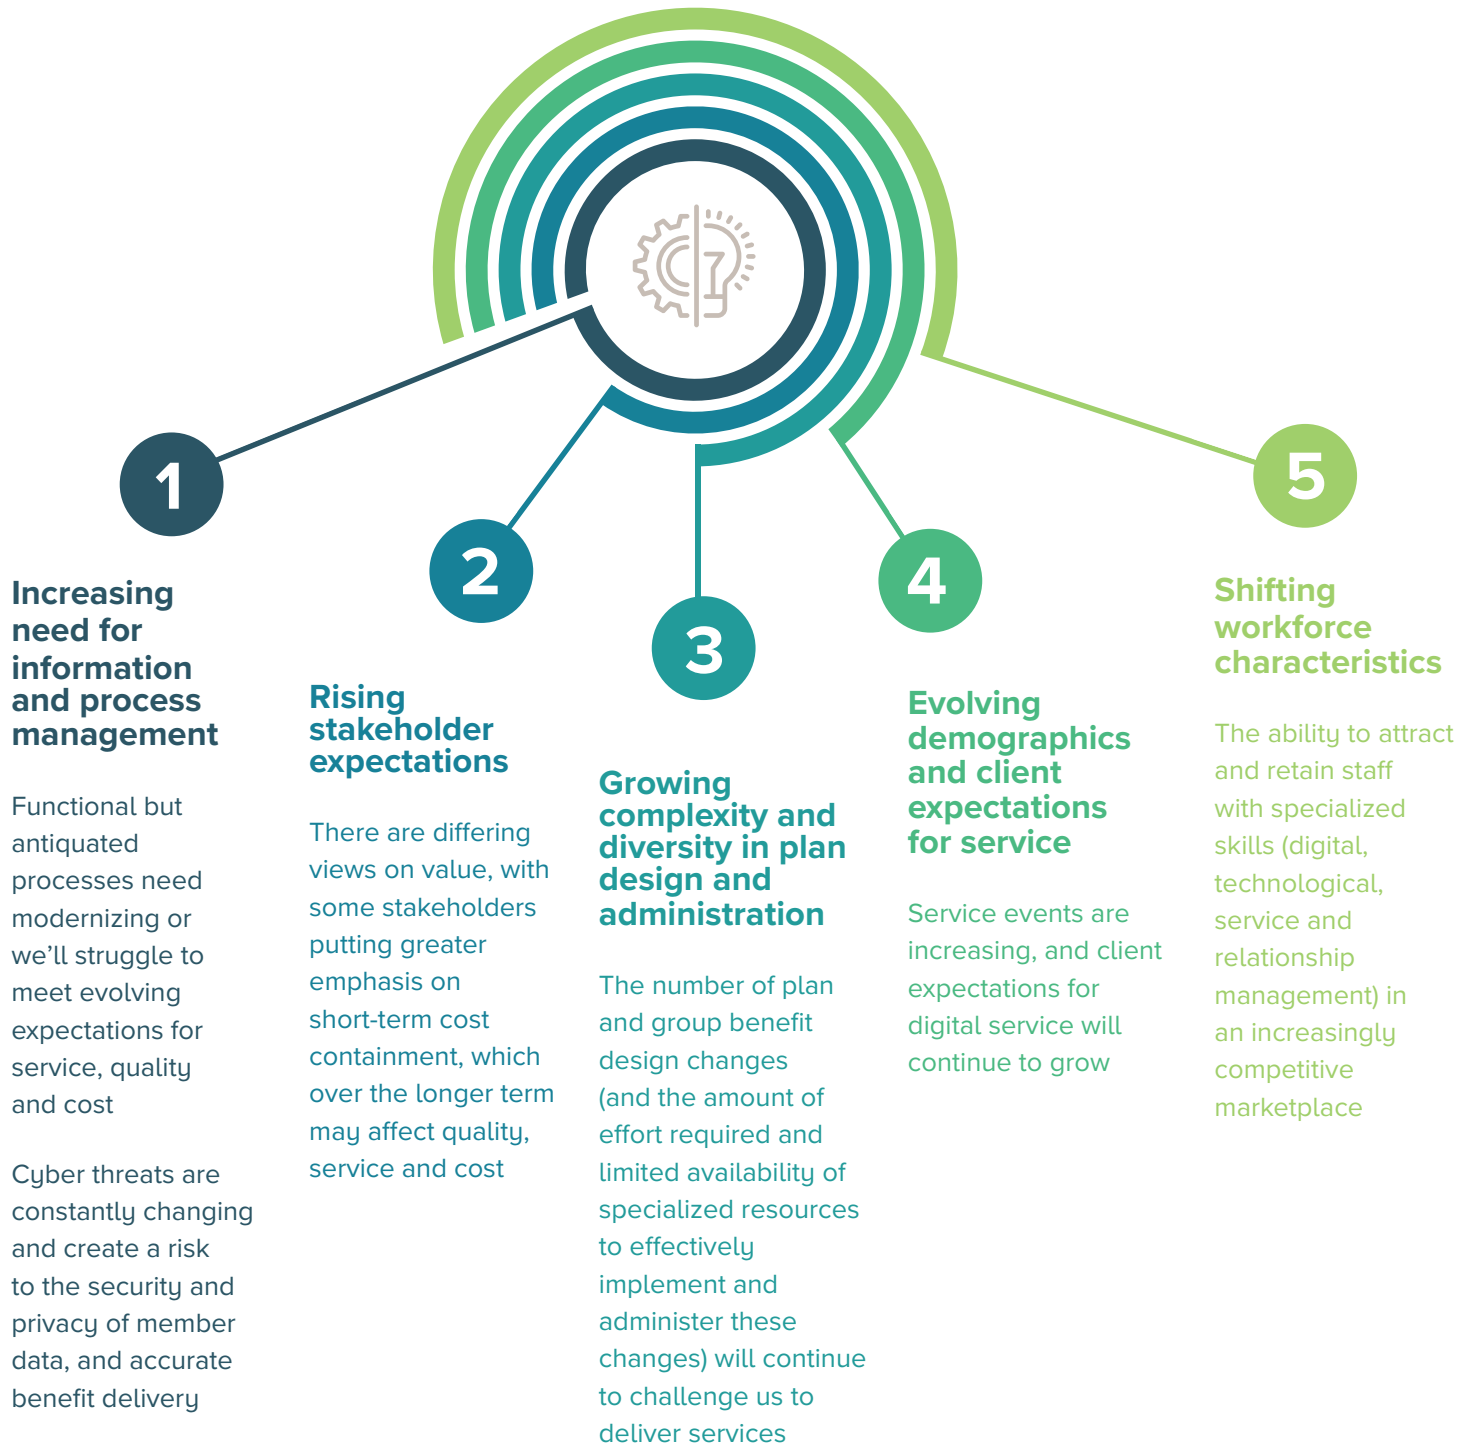 1
Increasing
need for
information
and process
management
Functional but
antiquated
processes need
modernizing or
we’ll struggle to
meet evolving
expectations for
service, quality
and cost
Cyber threats are
constantly changing
and create a risk
to the security and
privacy of member
data, and accurate
benefit delivery
2
Rising
stakeholder
expectations
There are differing
views on value, with
some stakeholders
putting greater
emphasis on
short-term cost
containment, which
over the longer term
may affect quality,
service and cost
3
Growing
complexity and
diversity in plan
design and
administration
The number of plan
and group benefit
design changes
(and the amount of
effort required and
limited availability of
specialized resources
to effectively
implement and
administer these
changes) will continue
to challenge us to
deliver services
4
Evolving
demographics
and client
expectations
for service
Service events are
increasing, and client
expectations for
digital service will
continue to grow
5
Shifting
workforce
characteristics
The ability to attract
and retain staff
with specialized
skills (digital,
technological,
service and
relationship
management) in
an increasingly
competitive
marketplace